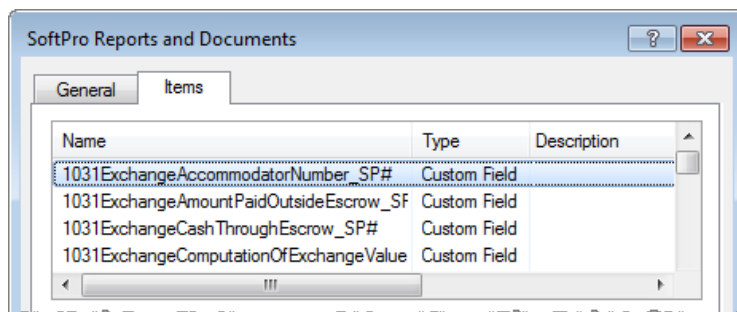 SoftPro Reports and Documents
General Items
Name Type Description
1031ExchangeAccommodatorNumber_SP# Custom Field
1031ExchangeAmountPaidOutsideEscrow_SF Custom Field
1031ExchangeCashThroughEscrow_SP# Custom Field
1031ExchangeComputationOfExchangeValue Custom Field